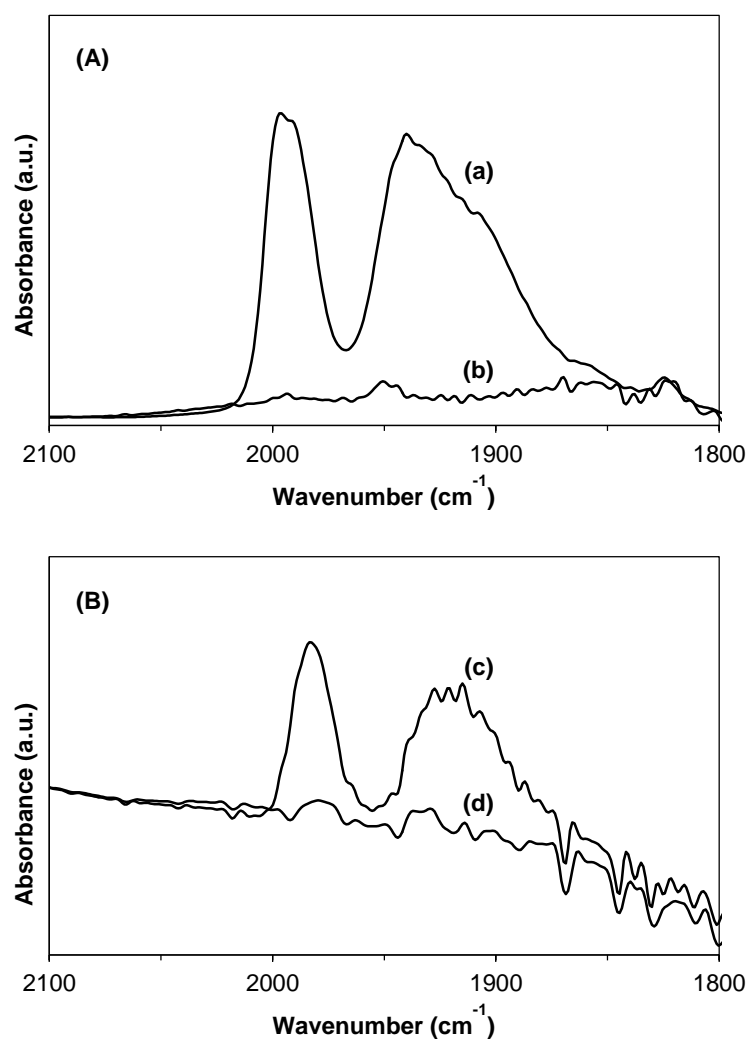 (A)
Absorbance (a.u.)
(a)
(b)
2100 2000 1900 1800
Wavenumber (cm⁻¹)
(B)
Absorbance (a.u.)
(c)
(d)
2100 2000 1900 1800
Wavenumber (cm⁻¹)